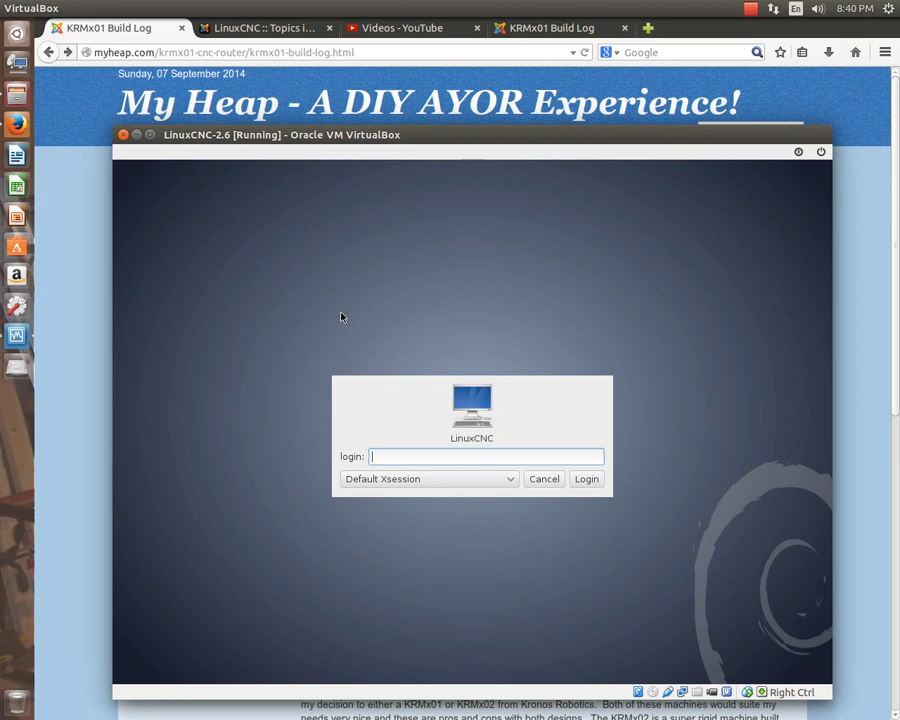 VirtualBox
En
8:40 PM
KRMx01 Build Log
LinuxCNC :: Topics i...
Videos - YouTube
KRMx01 Build Log
myheap.com/krmx01-cnc-router/krmx01-build-log.html
Google
Sunday, 07 September 2014
My Heap - A DIY AYOR Experience!
LinuxCNC-2.6 [Running] - Oracle VM VirtualBox
LinuxCNC
login:
Default Xsession
Cancel
Login
Right Ctrl
my decision to either a KRMx01 or KRMx02 from Kronos Robotics. Both of these machines would suite my
needs very nice and these are pros and cons with both designs. The KRMx02 is a super rigid machine built